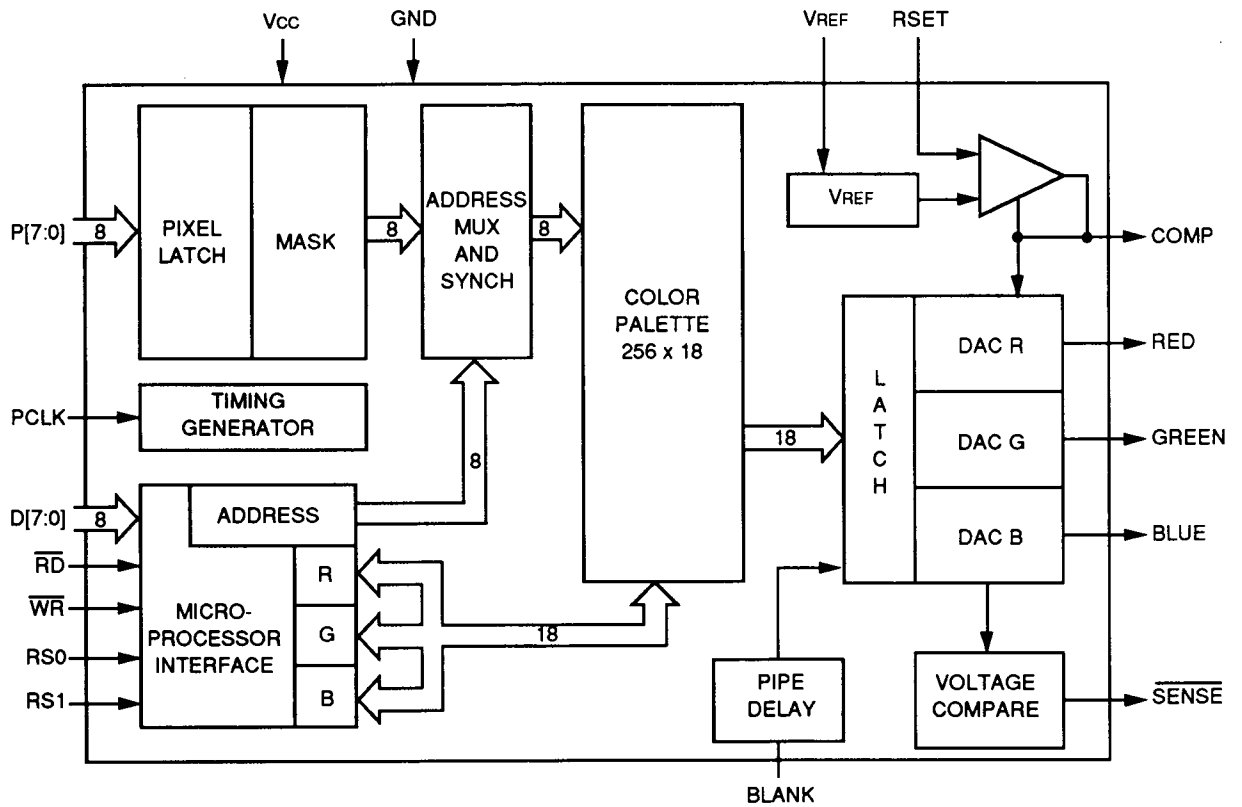 VCC
GND
VREF
RSET
P[7:0]
8
PIXEL
LATCH
MASK
8
ADDRESS
MUX
AND
SYNCH
8
COLOR
PALETTE
256 x 18
VREF
COMP
PCLK
TIMING
GENERATOR
8
18
L
A
T
C
H
DAC R
RED
DAC G
GREEN
DAC B
BLUE
D[7:0]
8
ADDRESS
RD
WR
RS0
RS1
MICRO-
PROCESSOR
INTERFACE
R
G
B
18
PIPE
DELAY
VOLTAGE
COMPARE
SENSE
BLANK